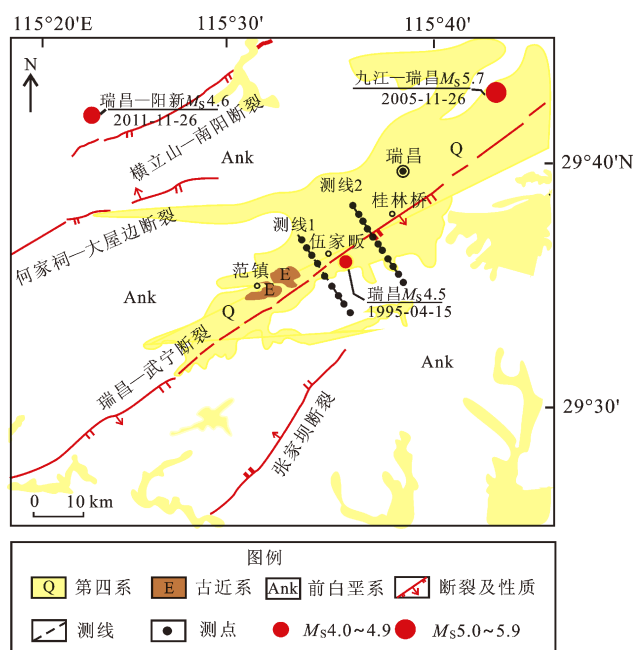 115°20′E
115°30′
115°40′
N
瑞昌—阳新Ms4.6
2011-11-26
九江—瑞昌Ms5.7
2005-11-26
横立山—南阳断裂
Ank
瑞昌
Q
29°40′N
测线2
桂林桥
何家祠—大屋边断裂
测线1
伍家畈
范镇
E
E
瑞昌Ms4.5
1995-04-15
Ank
Q
Ank
瑞昌—武宁断裂
29°30′
张家坝断裂
0 10 km
图例
Q 第四系 E 古近系 Ank 前白垩系 断裂及性质
测线 测点 Ms4.0~4.9 Ms5.0~5.9